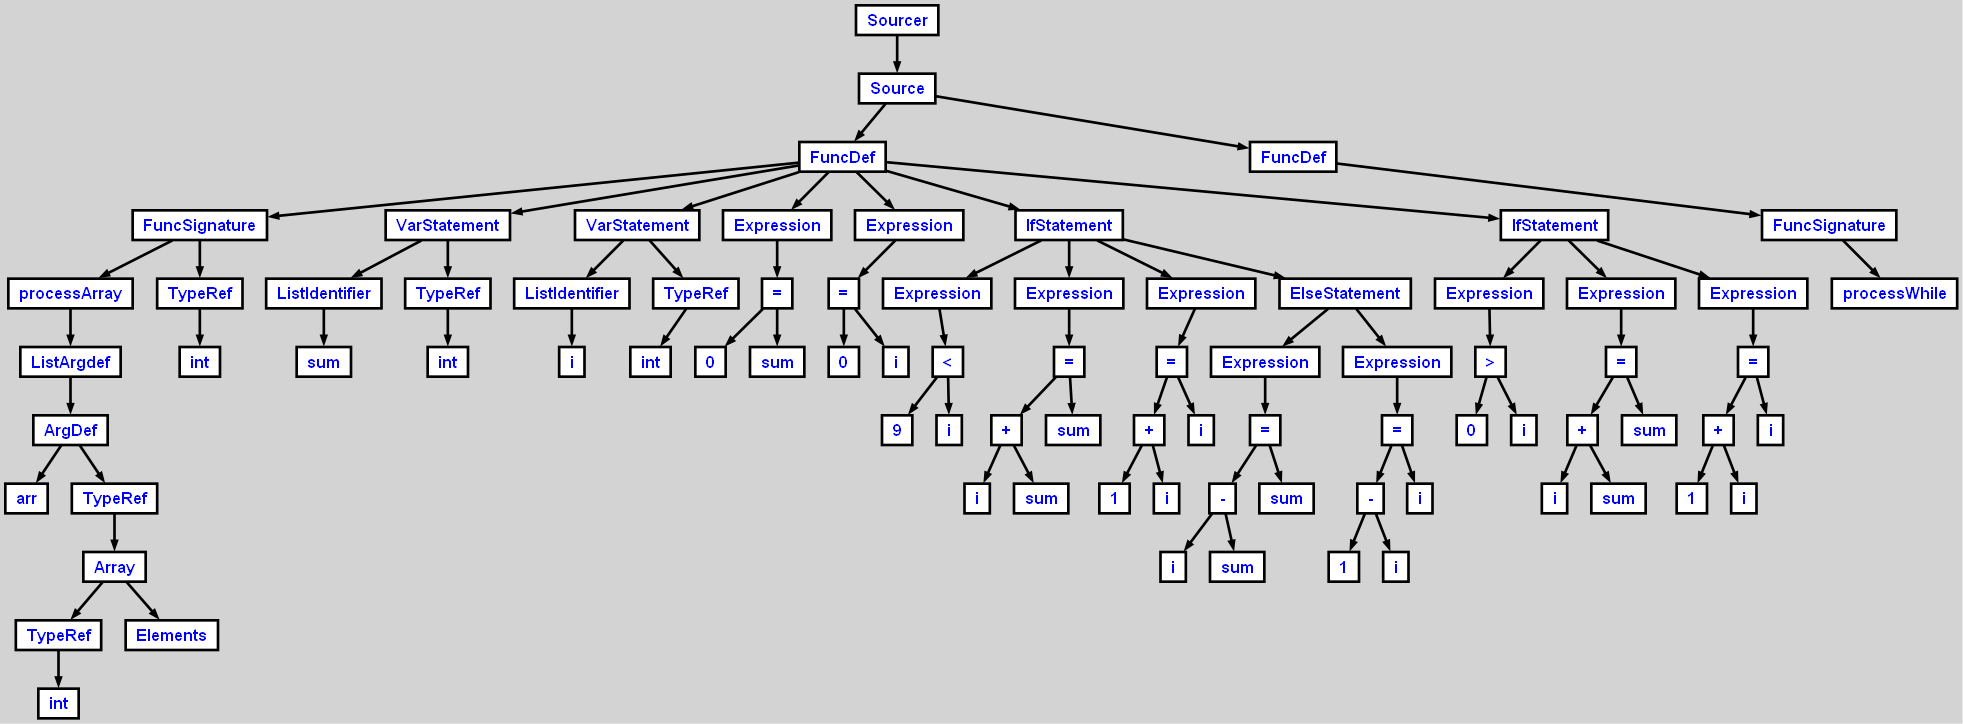 Sourcer
Source
FuncDef FuncDef
FuncSignature VarStatement VarStatement Expression Expression IfStatement IfStatement FuncSignature
processArray TypeRef ListIdentifier TypeRef ListIdentifier TypeRef = = Expression Expression Expression ElseStatement Expression Expression Expression processWhile
ListArgdef int sum int i int 0 sum 0 i < = = Expression Expression > = =
ArgDef 9 i + sum + i = = 0 i + sum + i
arr TypeRef i sum 1 i - sum - i i sum 1 i
Array i sum 1 i
TypeRef Elements
int